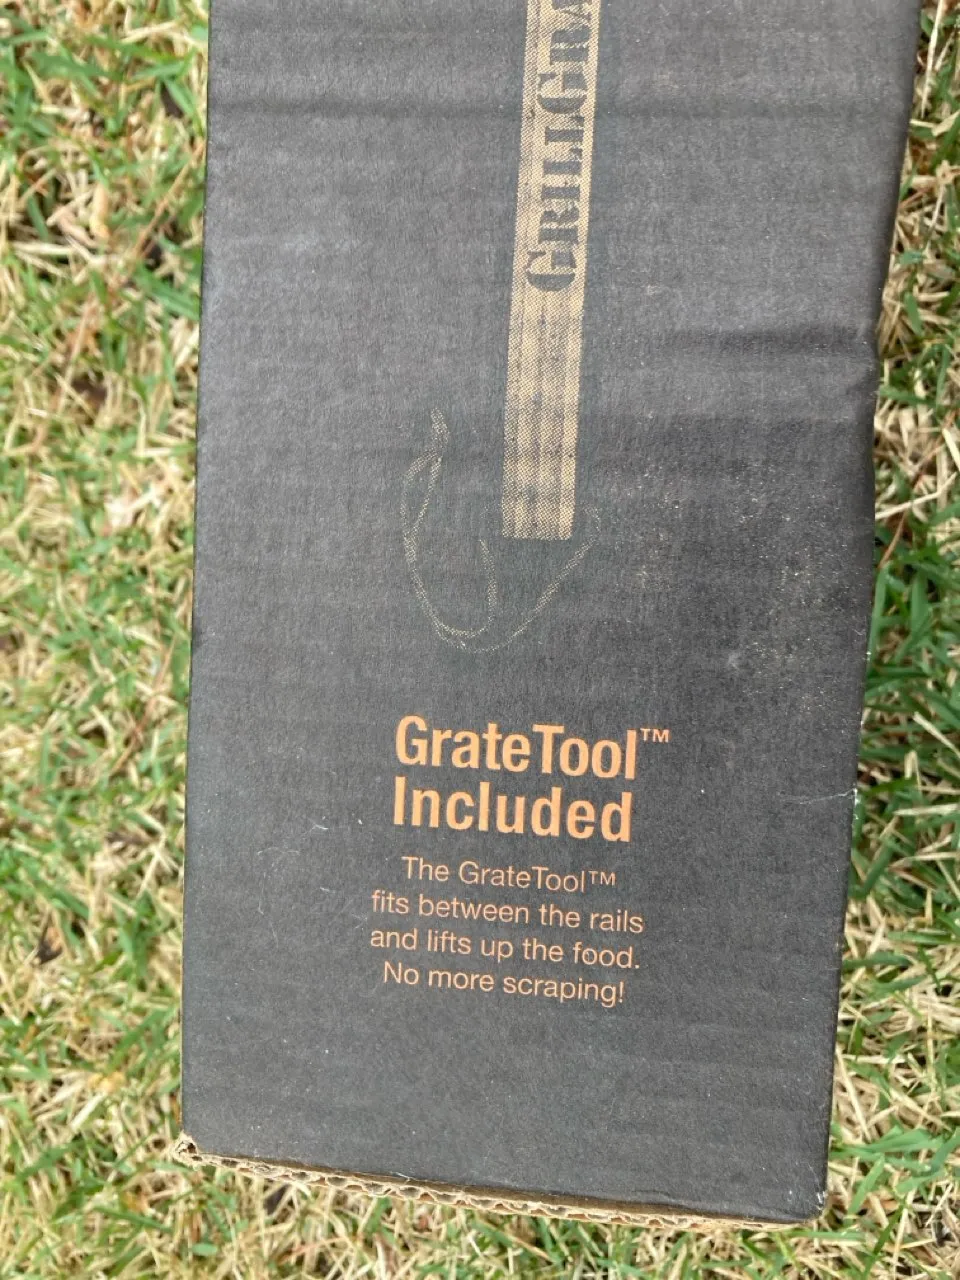 GrateTool™
Included
The GrateTool™
fits between the rails
and lifts up the food.
No more scraping!